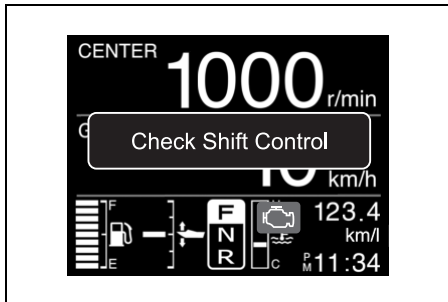 CENTER
1000 r/min
G
Check Shift Control
km/h
F
F
H
N
123.4
km/l
E
R
C
PM 11:34